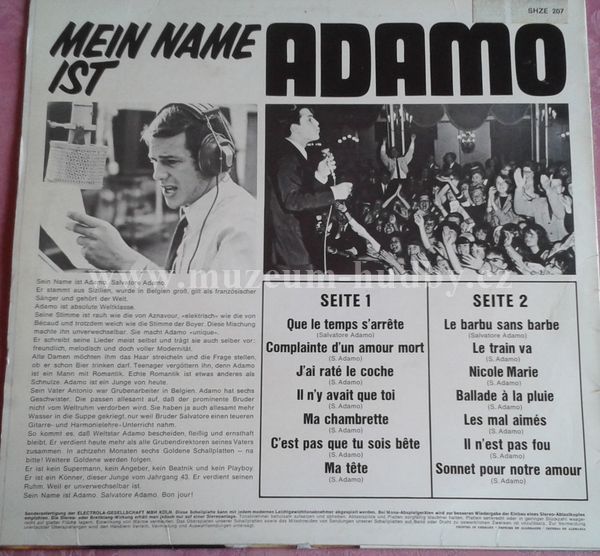 SHZE 207
MEIN NAME
IST
ADAMO
www.muzeum-hudby.cz
Sein Name ist Adamo. Salvatore Adamo.
Er stammt aus Sizilien, wurde in Belgien groß, gilt als französischer
Sänger und gehört der Welt.
Adamo ist absolute Weltklasse.
Seine Stimme ist rauh wie die von Aznavour, «elektrisch» wie die von
Bécaud und trotzdem weich wie die Stimme der Boyer. Diese Mischung
machte ihn unverwechselbar. Sie macht Adamo «unique».
Er schreibt seine Lieder meist selbst und trägt sie auch selber vor:
freundlich, melodisch und doch voller Modernität.
Alle Damen möchten ihm das Haar streicheln und die Frage stellen,
ob er schon Bier trinken darf. Teenager vergöttern ihn, denn Adamo
ist ein Mann mit Romantik. Echte Romantik ist etwas anderes als
Schnulze. Adamo ist ein Junge von heute.
Sein Vater Antonio war Grubenarbeiter in Belgien. Adamo hat sechs
Geschwister. Die passen allesamt auf, daß der prominente Bruder
nicht vom Weltruhm verdorben wird. Sie haben ja auch allesamt mehr
Wasser in die Suppe gekriegt, nur weil Bruder Salvatore einen teueren
Gitarre- und Harmonielehre-Unterricht nahm.
So kommt es, daß Weltstar Adamo bescheiden, fleißig und ernsthaft
bleibt. Er verdient heute mehr als alle Grubendirektoren seines Vaters
zusammen. In achtzehn Monaten sechs Goldene Schallplatten – na
bitte! Weitere Goldene werden folgen.
Er ist kein Supermann, kein Angeber, kein Beatnik und kein Playboy.
Er ist ein Könner, dieser Junge vom Jahrgang 43. Er verdient seinen
Ruhm. Weil er unverwechselbar ist.
Sein Name ist Adamo. Salvatore Adamo. Bon jour!
SEITE 1
Que le temps s'arrête
(Salvatore Adamo)
Complainte d'un amour mort
(S. Adamo)
J'ai raté le coche
(S. Adamo)
Il n'y avait que toi
(S. Adamo)
Ma chambrette
(S. Adamo)
C'est pas que tu sois bête
(S. Adamo)
Ma tête
(S. Adamo)
SEITE 2
Le barbu sans barbe
(Salvatore Adamo)
Le train va
(S. Adamo)
Nicole Marie
(S. Adamo)
Ballade à la pluie
(S. Adamo)
Les mal aimés
(S. Adamo)
Il n'est pas fou
(S. Adamo)
Sonnet pour notre amour
(S. Adamo)
Sonderanfertigung der ELECTROLA-GESELLSCHAFT MBH KÖLN.